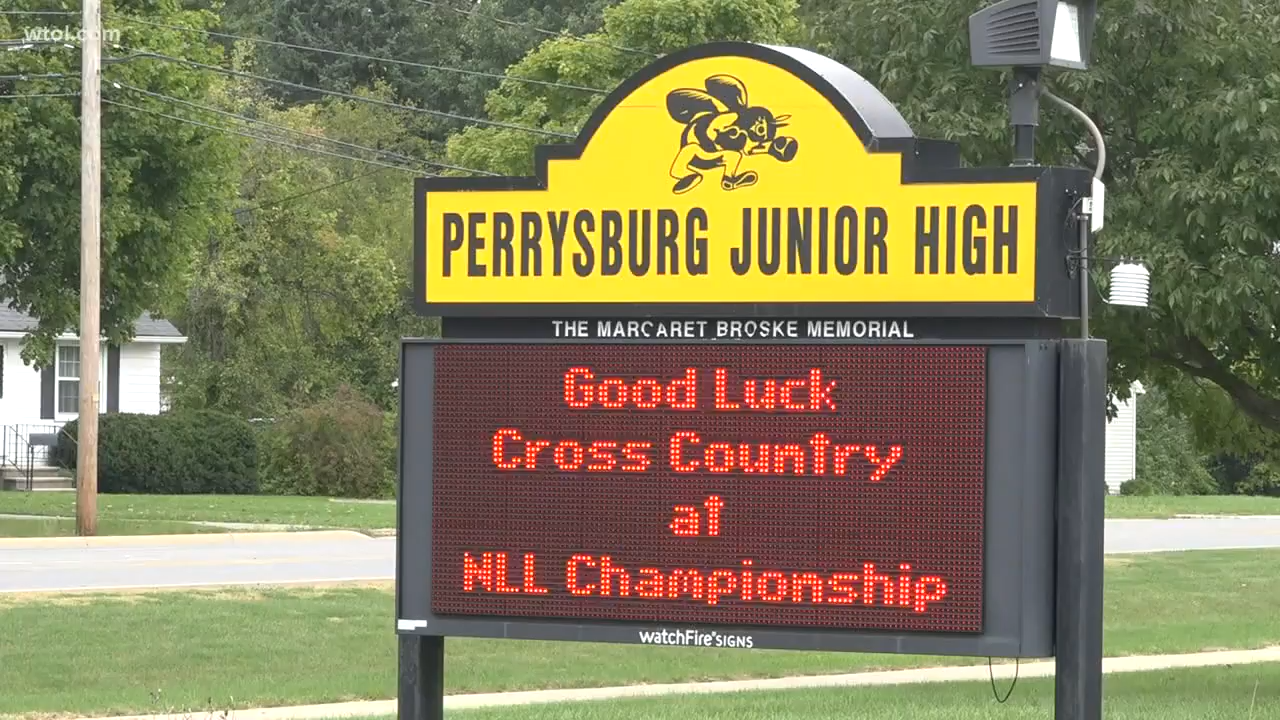 wtol.com
PERRYSBURG JUNIOR HIGH
THE MARGARET BROSKE MEMORIAL
Good Luck
Cross Country
at
NLL Championship
watchFire SIGNS